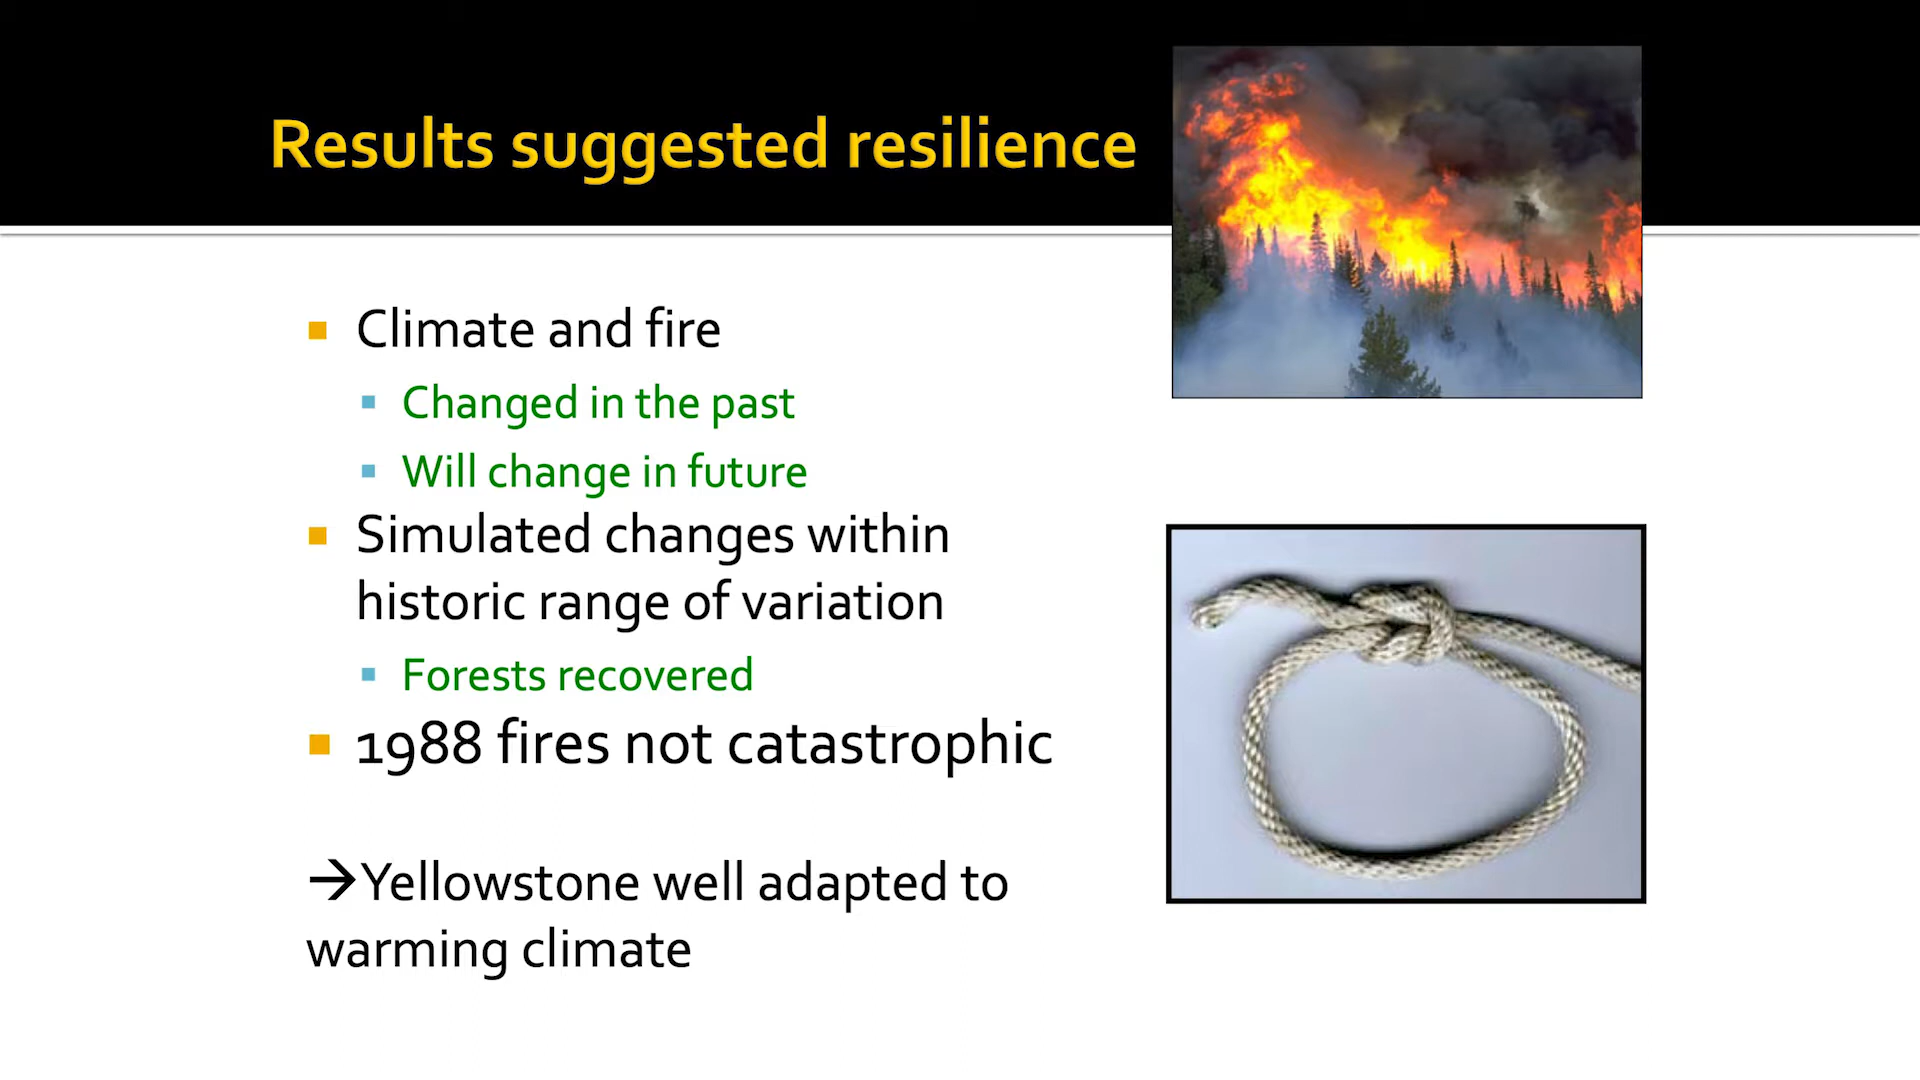 Results suggested resilience
Climate and fire
Changed in the past
Will change in future
Simulated changes within
historic range of variation
Forests recovered
1988 fires not catastrophic
→Yellowstone well adapted to
warming climate